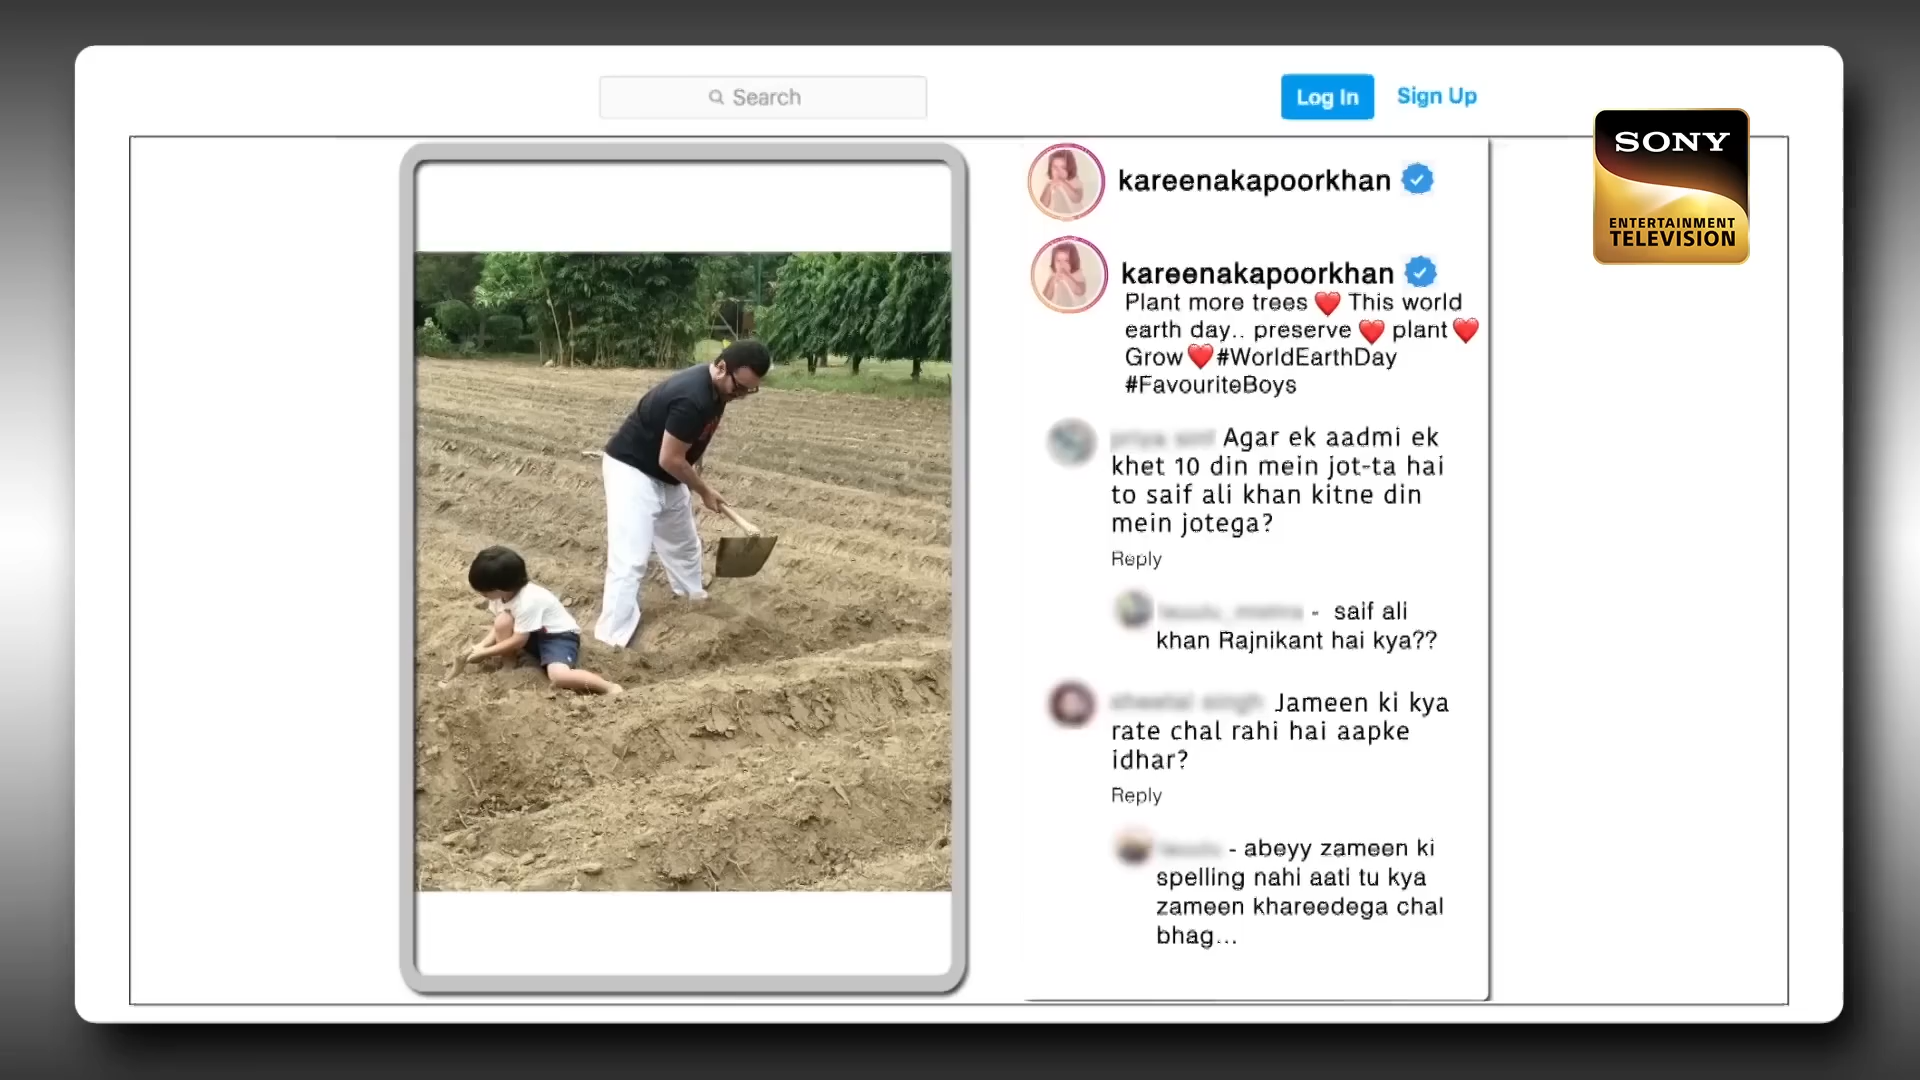 Search
Log In
Sign Up
SONY
ENTERTAINMENT
TELEVISION
kareenakapoorkhan
kareenakapoorkhan
Plant more trees ❤️ This world
earth day.. preserve ❤️ plant ❤️
Grow ❤️ #WorldEarthDay
#FavouriteBoys
Agar ek aadmi ek
khet 10 din mein jot-ta hai
to saif ali khan kitne din
mein jotega?
Reply
- saif ali
khan Rajnikant hai kya??
Jameen ki kya
rate chal rahi hai aapke
idhar?
Reply
- abeyy zameen ki
spelling nahi aati tu kya
zameen khareedega chal
bhag...